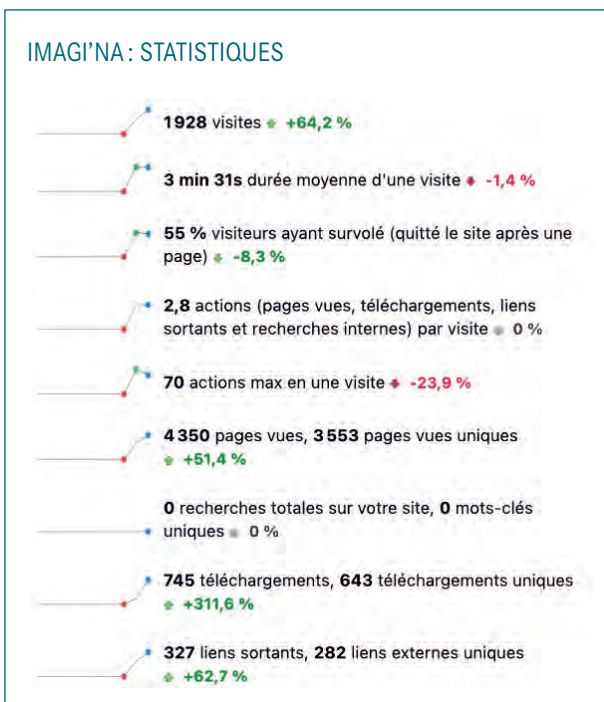 IMAGI’NA : STATISTIQUES
1 928 visites +64,2 %
3 min 31s durée moyenne d'une visite -1,4 %
55 % visiteurs ayant survolé (quitté le site après une
page) -8,3 %
2,8 actions (pages vues, téléchargements, liens
sortants et recherches internes) par visite 0 %
70 actions max en une visite -23,9 %
4 350 pages vues, 3 553 pages vues uniques
+51,4 %
0 recherches totales sur votre site, 0 mots-clés
uniques 0 %
745 téléchargements, 643 téléchargements uniques
+311,6 %
327 liens sortants, 282 liens externes uniques
+62,7 %